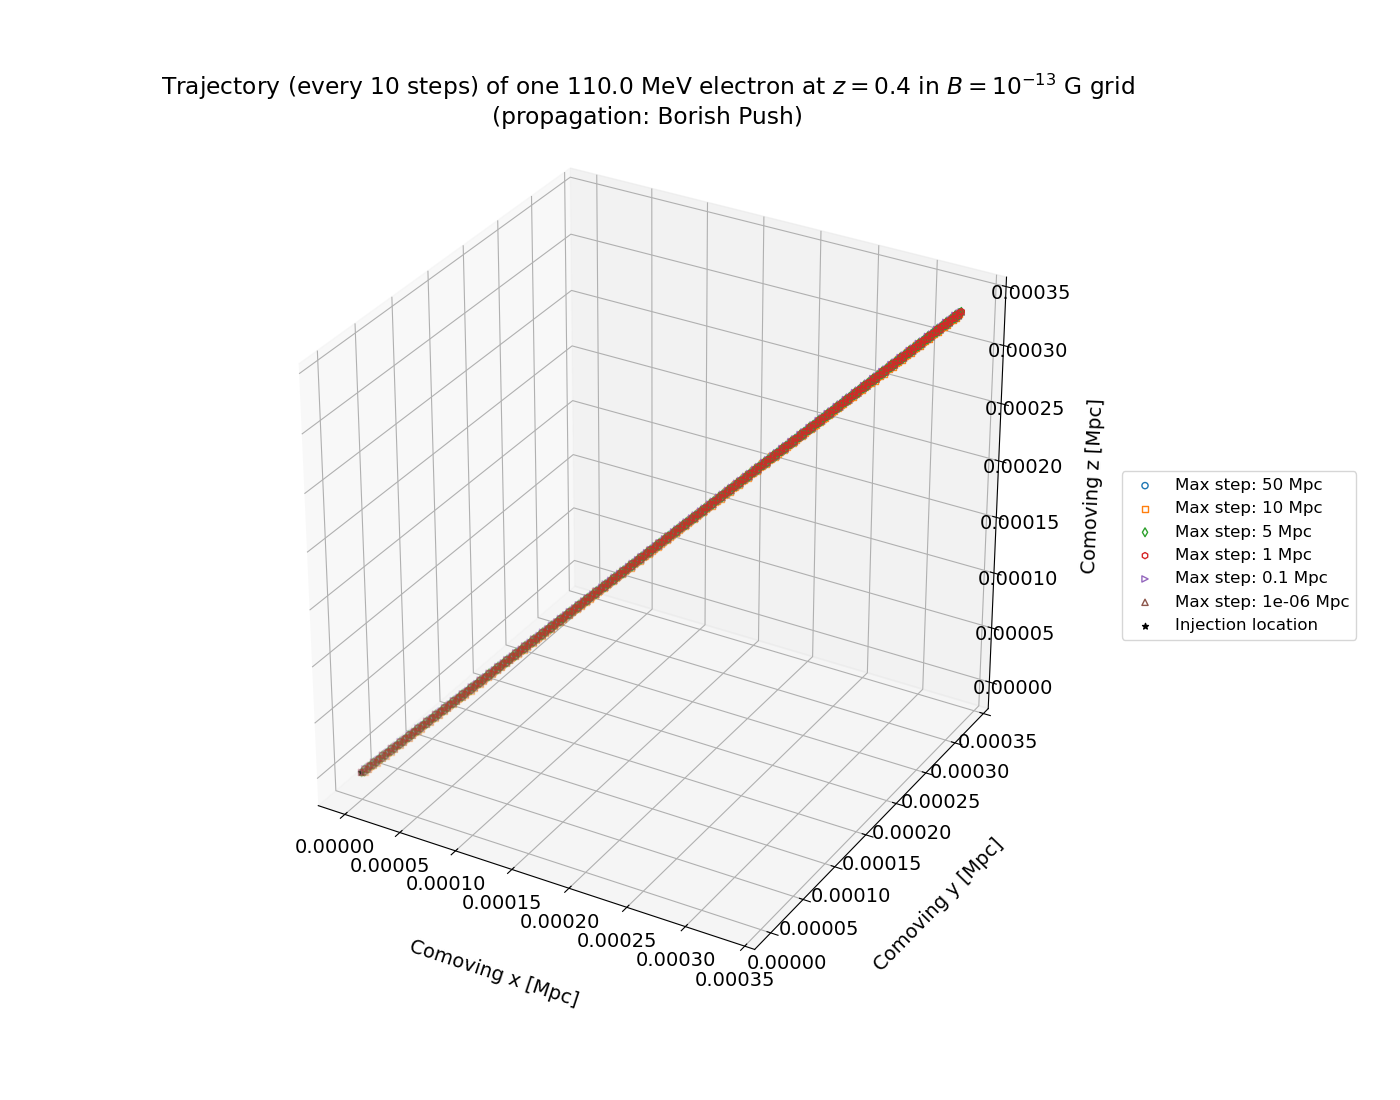 Trajectory (every 10 steps) of one 110.0 MeV electron at z = 0.4 in B = 10⁻¹³ G grid
(propagation: Borish Push)
0.00035
0.00030
0.00025
0.00020
0.00015
0.00010
0.00005
0.00000
Comoving z [Mpc]
Max step: 50 Mpc
Max step: 10 Mpc
Max step: 5 Mpc
Max step: 1 Mpc
Max step: 0.1 Mpc
Max step: 1e-06 Mpc
Injection location
0.00035
0.00030
0.00025
0.00020
0.00015
0.00010
0.00005
0.00000
Comoving y [Mpc]
0.00000
0.00005
0.00010
0.00015
0.00020
0.00025
0.00030
0.00035
Comoving x [Mpc]